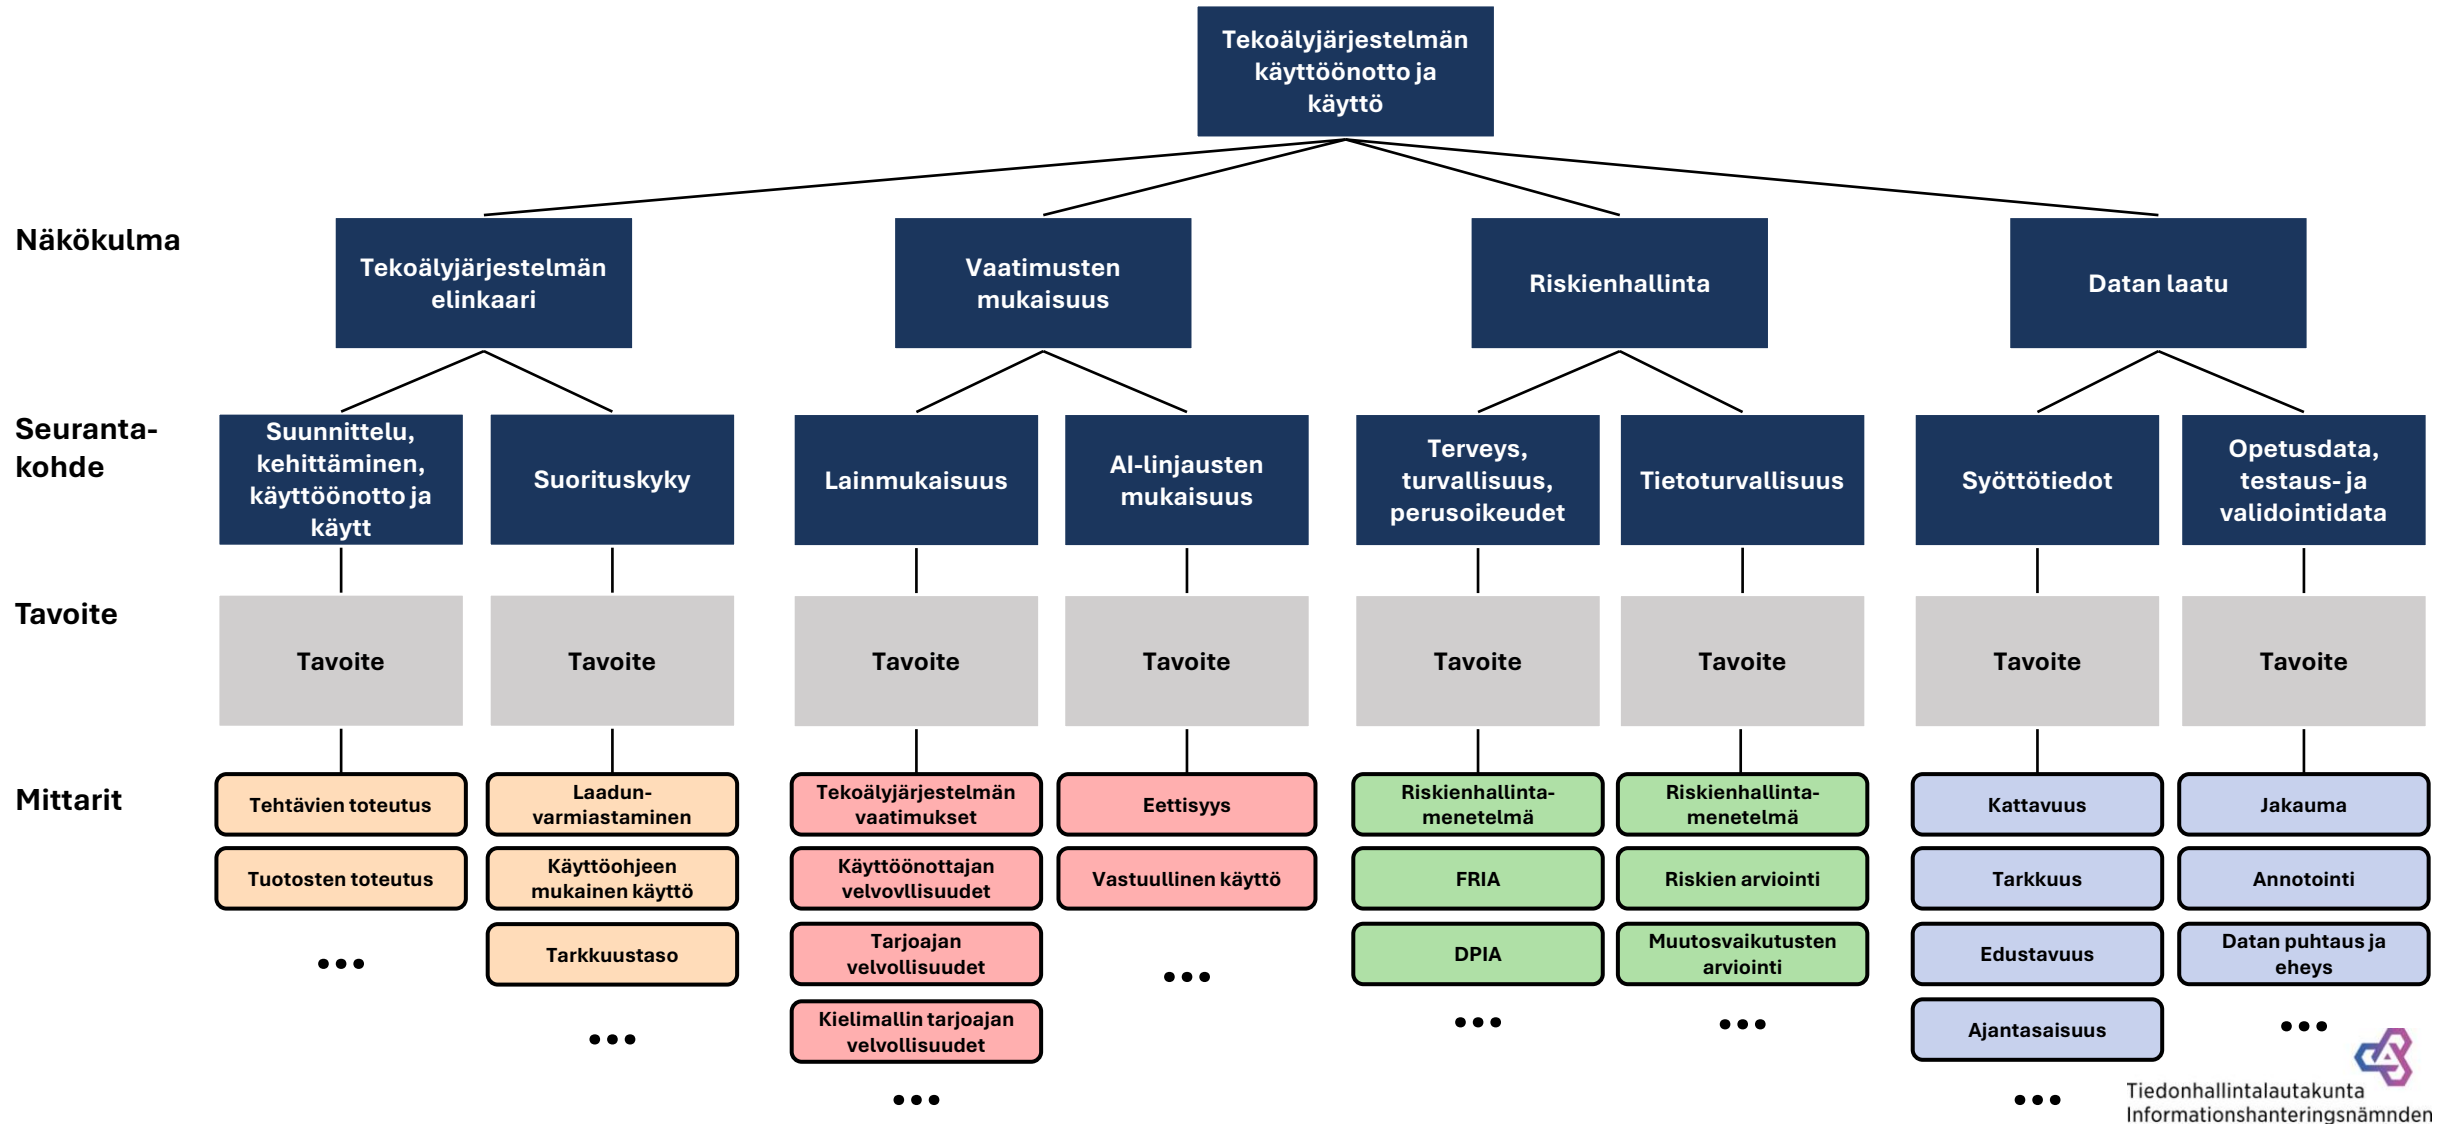 Tekoälyjärjestelmän
käyttöönotto ja
käyttö
Näkökulma
Tekoälyjärjestelmän
elinkaari
Vaatimusten
mukaisuus
Riskienhallinta
Datan laatu
Seuranta-
kohde
Suunnittelu,
kehittäminen,
käyttöönotto ja
käytt
Suorituskyky
Lainmukaisuus
AI-linjausten
mukaisuus
Terveys,
turvallisuus,
perusoikeudet
Tietoturvallisuus
Syöttötiedot
Opetusdata,
testaus- ja
validointidata
Tavoite
Tavoite
Tavoite
Tavoite
Tavoite
Tavoite
Tavoite
Tavoite
Tavoite
Mittarit
Tehtävien toteutus
Tuotosten toteutus
...
Laadun-
varmiastaminen
Käyttöohjeen
mukainen käyttö
Tarkkuustaso
...
Tekoälyjärjestelmän
vaatimukset
Käyttöönottajan
velvovllisuudet
Tarjoajan
velvollisuudet
Kielimallin tarjoajan
velvollisuudet
...
Eettisyys
Vastuullinen käyttö
...
Riskienhallinta-
menetelmä
FRIA
DPIA
...
Riskienhallinta-
menetelmä
Riskien arviointi
Muutosvaikutusten
arviointi
...
Kattavuus
Tarkkuus
Edustavuus
Ajantasaisuus
...
Jakauma
Annotointi
Datan puhtaus ja
eheys
...
Tiedonhallintalautakunta
Informationshanteringsnämnden